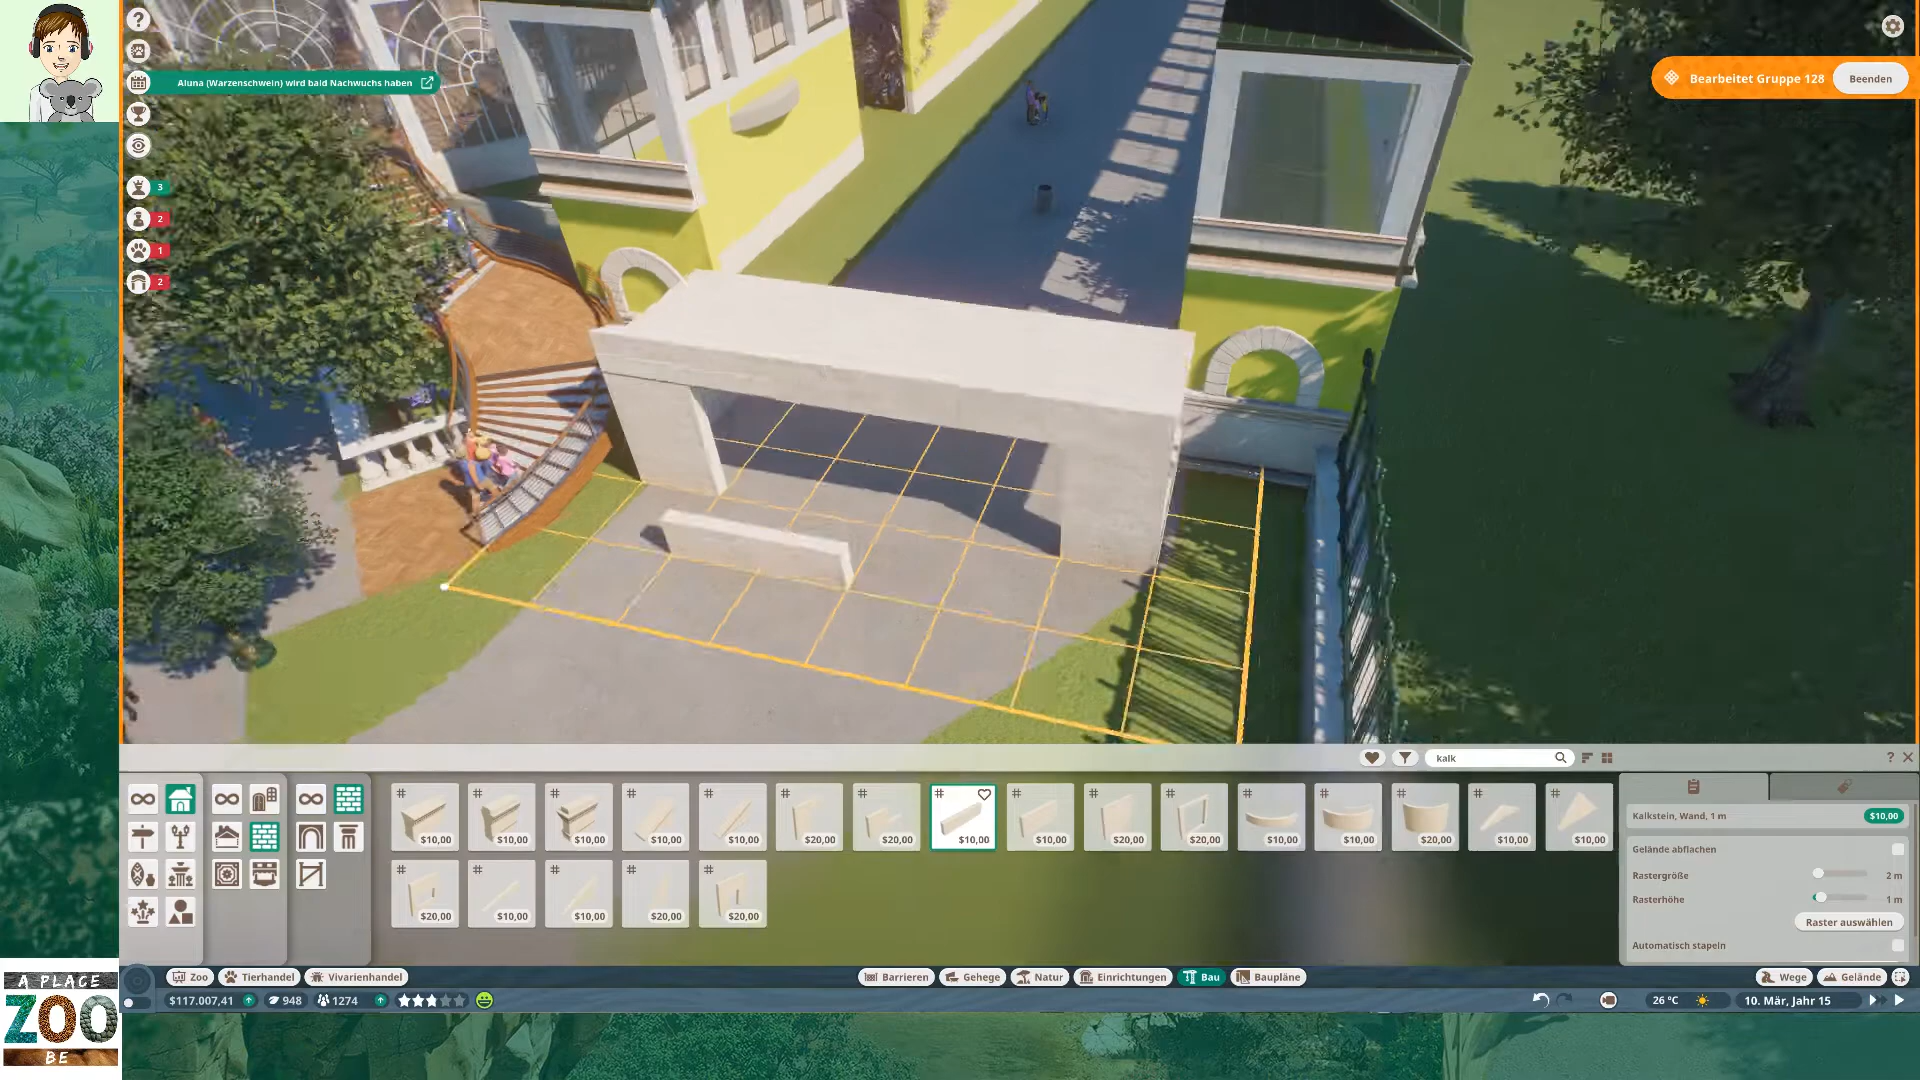 ?
Aluna (Warzenschwein) wird bald Nachwuchs haben
Bearbeitet Gruppe 128
Beenden
3
2
1
2
kalk
?
$10,00
$10,00
$10,00
$10,00
$10,00
$20,00
$20,00
$10,00
$10,00
$20,00
$20,00
$10,00
$10,00
$20,00
$10,00
$10,00
$20,00
$10,00
$10,00
$20,00
$20,00
Kalkstein, Wand, 1 m
$10,00
Gelände abflachen
Rastergröße
2 m
Rasterhöhe
1 m
Raster auswählen
Automatisch stapeln
A PLACE
ZOO
BE
Zoo
Tierhandel
Vivarienhandel
Barrieren
Gehege
Natur
Einrichtungen
Bau
Baupläne
Wege
Gelände
$117.007,41
948
1274
26 °C
10. Mär, Jahr 15